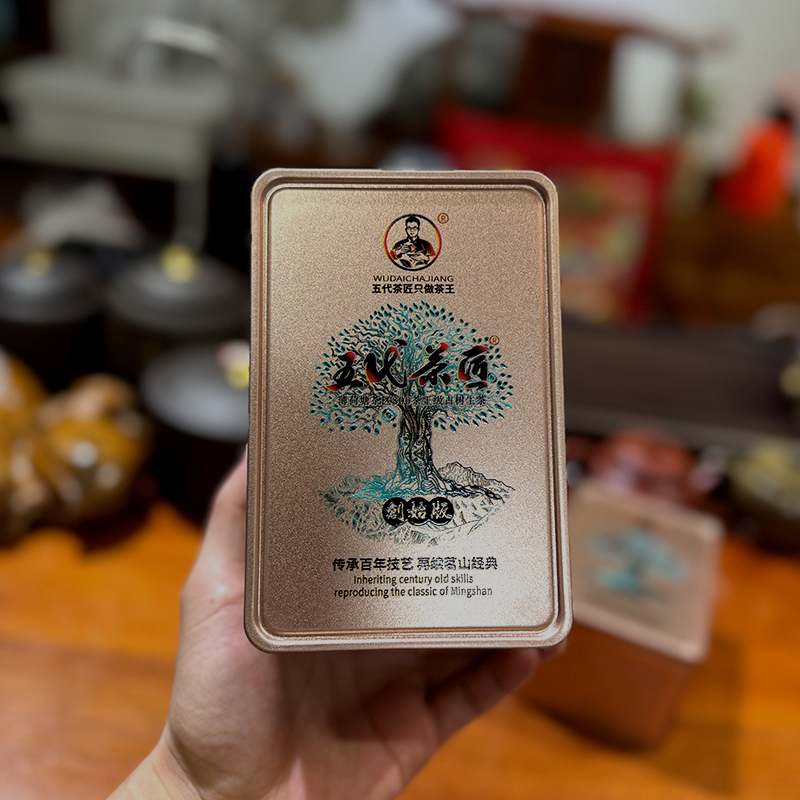 ®
WUDAICHAJIANG
五代茶匠只做茶王
五代茶匠®
創始版
传承百年技艺 再续茗山经典
Inheriting century old skills
reproducing the classic of Mingshan